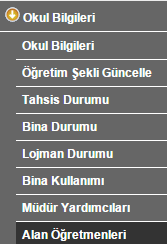 Okul Bilgileri
Okul Bilgileri
Öğretim Şekli Güncelle
Tahsis Durumu
Bina Durumu
Lojman Durumu
Bina Kullanımı
Müdür Yardımcıları
Alan Öğretmenleri